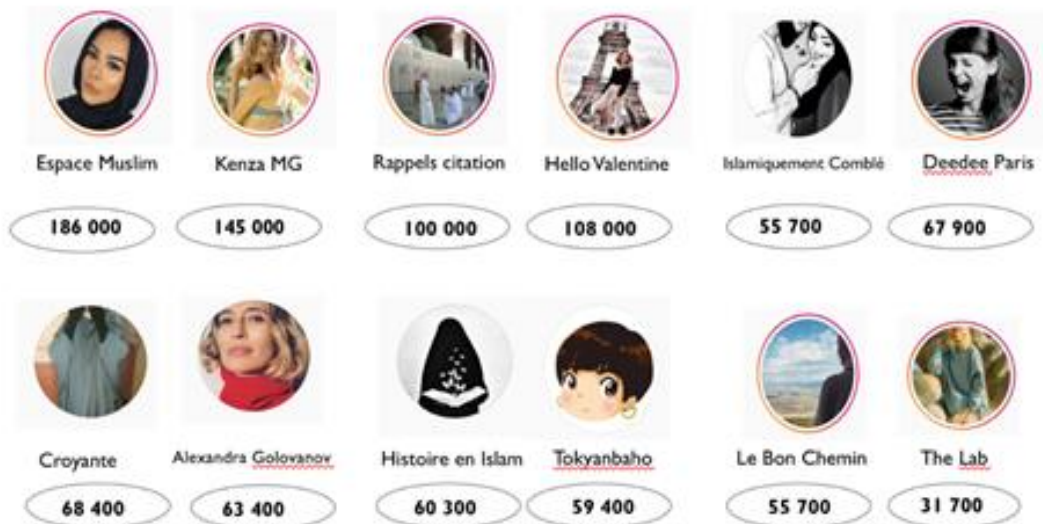 Espace Muslim
Kenza MG
Rappels citation
Hello Valentine
Islamiquement Comblé
Deedee Paris
186 000
145 000
100 000
108 000
55 700
67 900
Croyante
Alexandra Golovanov
Histoire en Islam
Tokyanbaho
Le Bon Chemin
The Lab
68 400
63 400
60 300
59 400
55 700
31 700